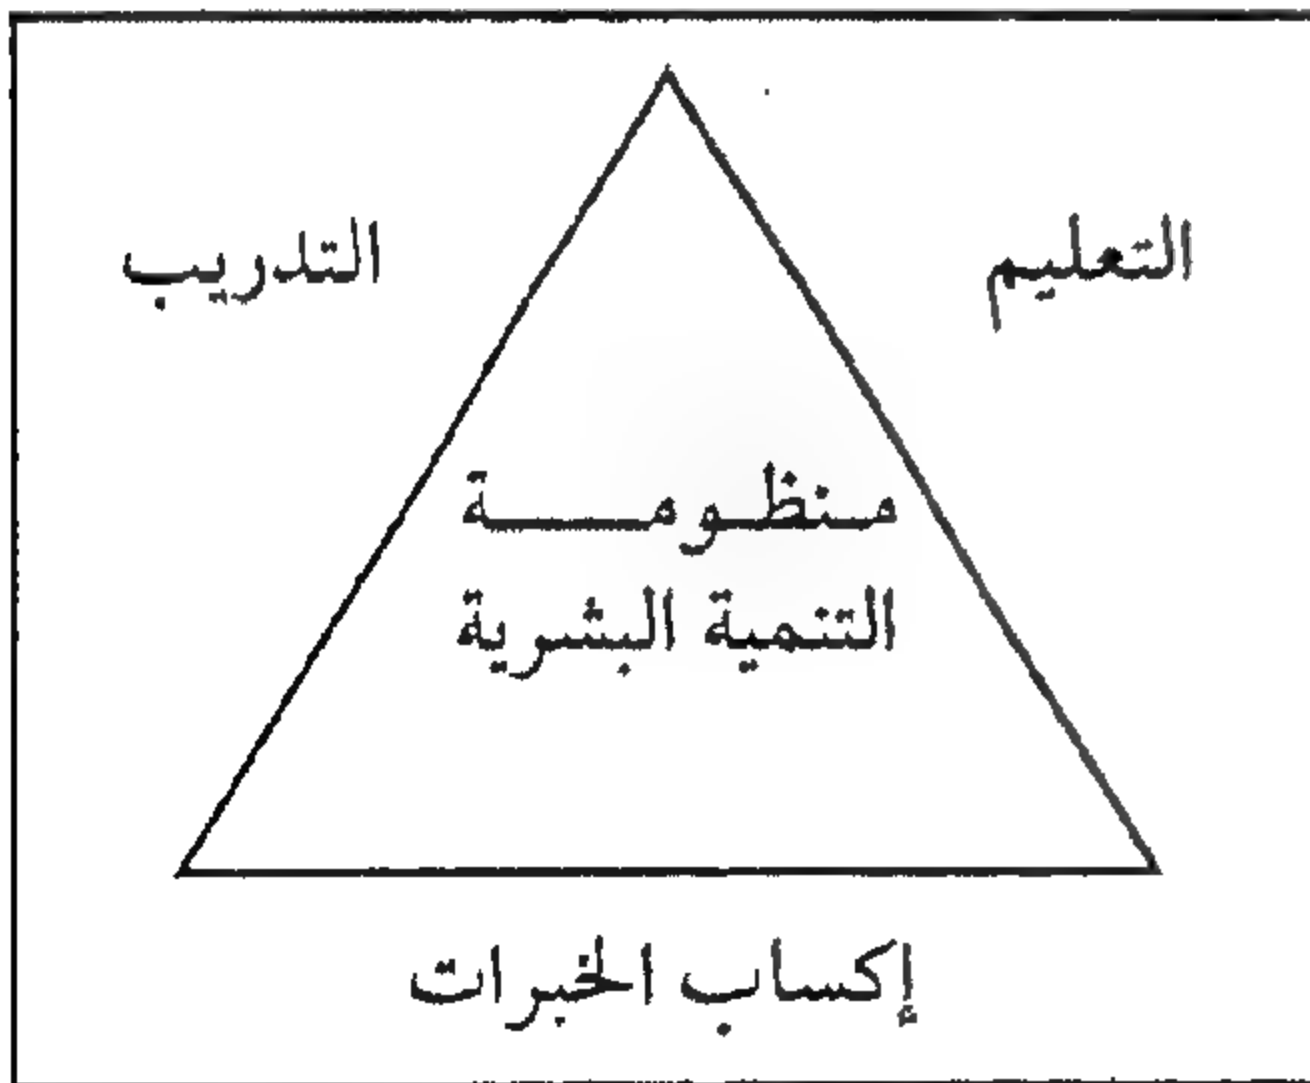 التعليم
التدريب
منظومة
التنمية البشرية
إكساب الخبرات